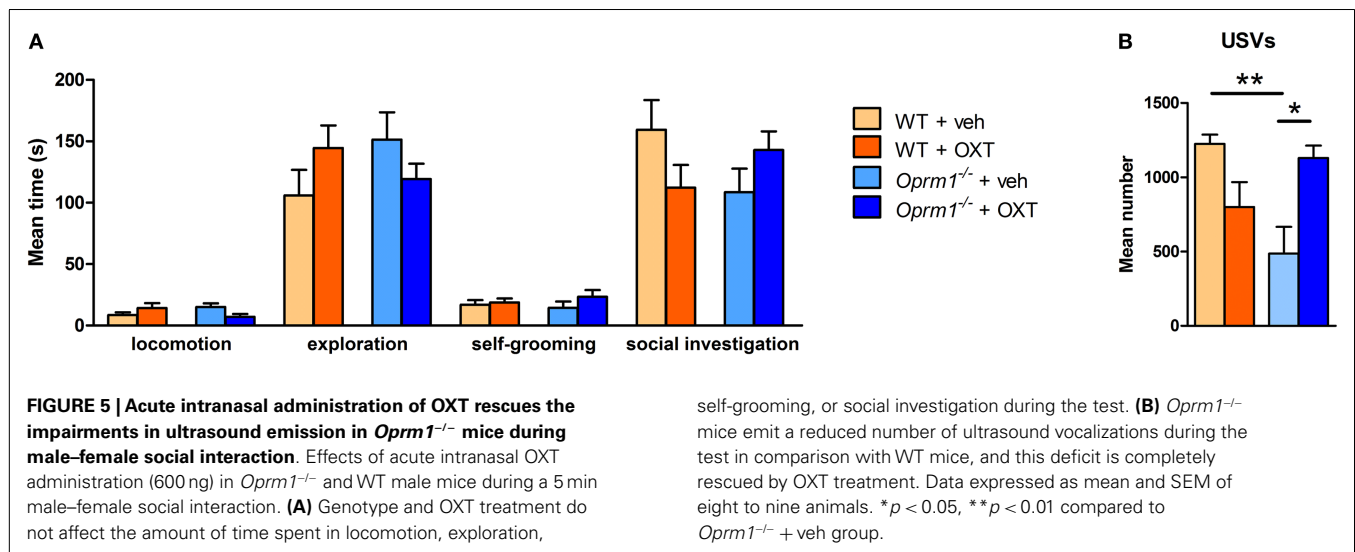 A
200
150
100
50
0
Mean time (s)
locomotion exploration self-grooming social investigation
WT + veh
WT + OXT
Oprm1-/- + veh
Oprm1-/- + OXT
B
USVs
**
*
1500
1000
500
0
Mean number
FIGURE 5 | Acute intranasal administration of OXT rescues the
impairments in ultrasound emission in Oprm1−/− mice during
male–female social interaction. Effects of acute intranasal OXT
administration (600 ng) in Oprm1−/− and WT male mice during a 5 min
male–female social interaction. (A) Genotype and OXT treatment do
not affect the amount of time spent in locomotion, exploration,
self-grooming, or social investigation during the test. (B) Oprm1−/−
mice emit a reduced number of ultrasound vocalizations during the
test in comparison with WT mice, and this deficit is completely
rescued by OXT treatment. Data expressed as mean and SEM of
eight to nine animals. *p < 0.05, **p < 0.01 compared to
Oprm1−/− + veh group.